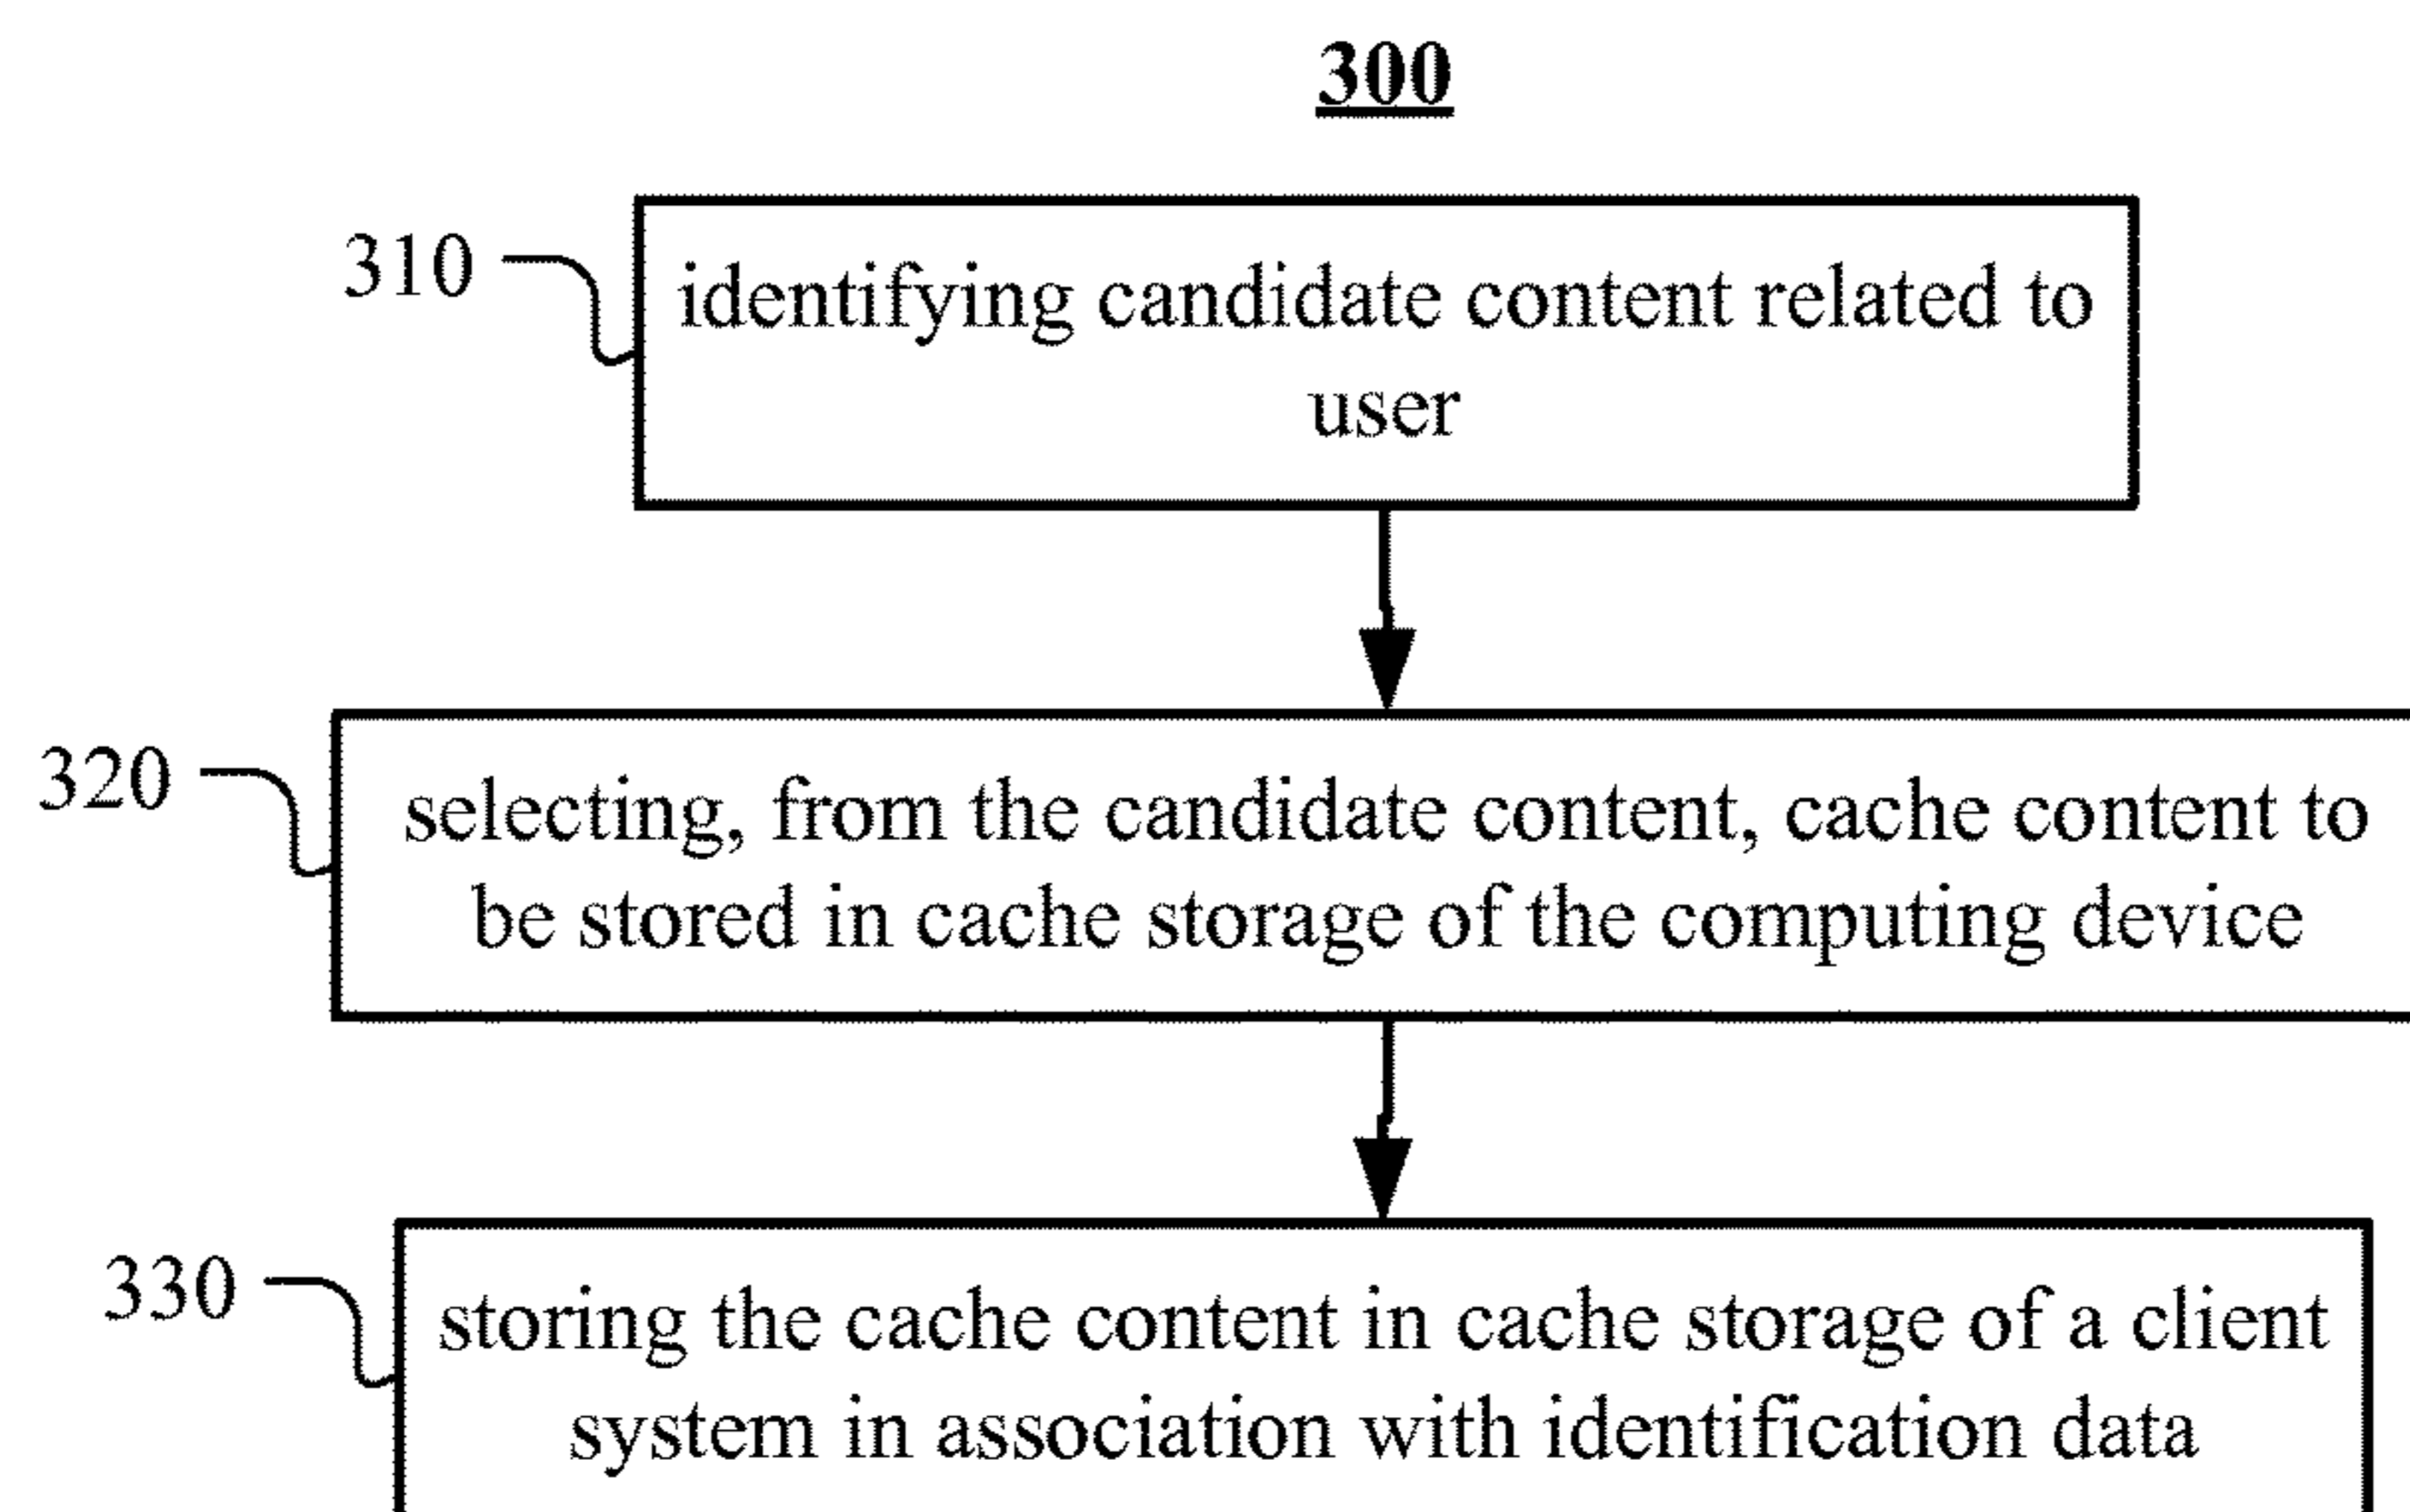 300
310
identifying candidate content related to
user
320
selecting, from the candidate content, cache content to
be stored in cache storage of the computing device
330
storing the cache content in cache storage of a client
system in association with identification data